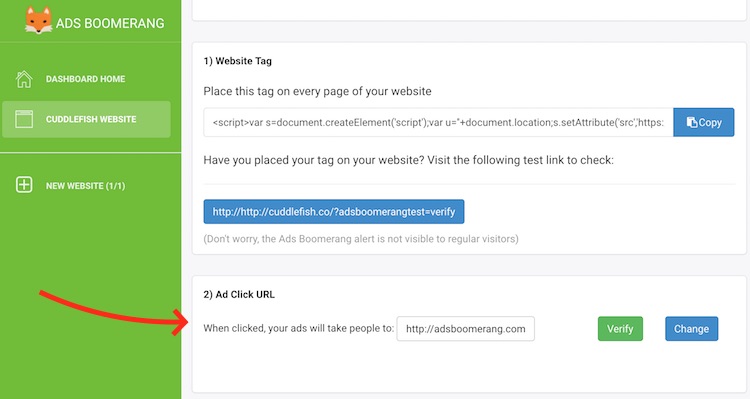 ADS BOOMERANG
DASHBOARD HOME
CUDDLEFISH WEBSITE
NEW WEBSITE (1/1)
1) Website Tag
Place this tag on every page of your website
<script>var s=document.createElement('script');var u=''+document.location;s.setAttribute('src','https:
Copy
Have you placed your tag on your website? Visit the following test link to check:
http://http://cuddlefish.co/?adsboomerangtest=verify
(Don't worry, the Ads Boomerang alert is not visible to regular visitors)
2) Ad Click URL
When clicked, your ads will take people to: http://adsboomerang.com Verify Change